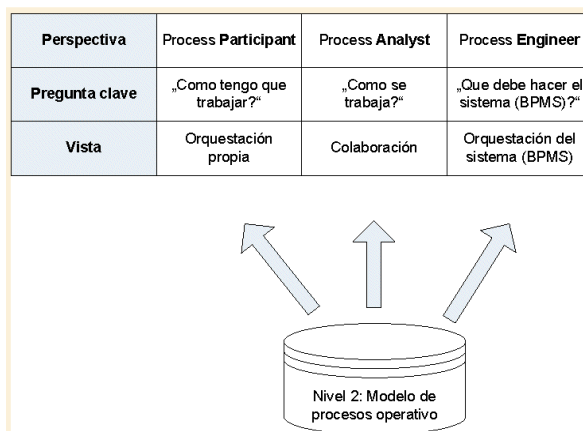 Perspectiva
Process Participant
Process Analyst
Process Engineer
Pregunta clave
„Como tengo que
trabajar?“
„Como se
trabaja?“
„Que debe hacer el
sistema (BPMS)?“
Vista
Orquestación
propia
Colaboración
Orquestación del
sistema (BPMS)
Nivel 2: Modelo de
procesos operativo